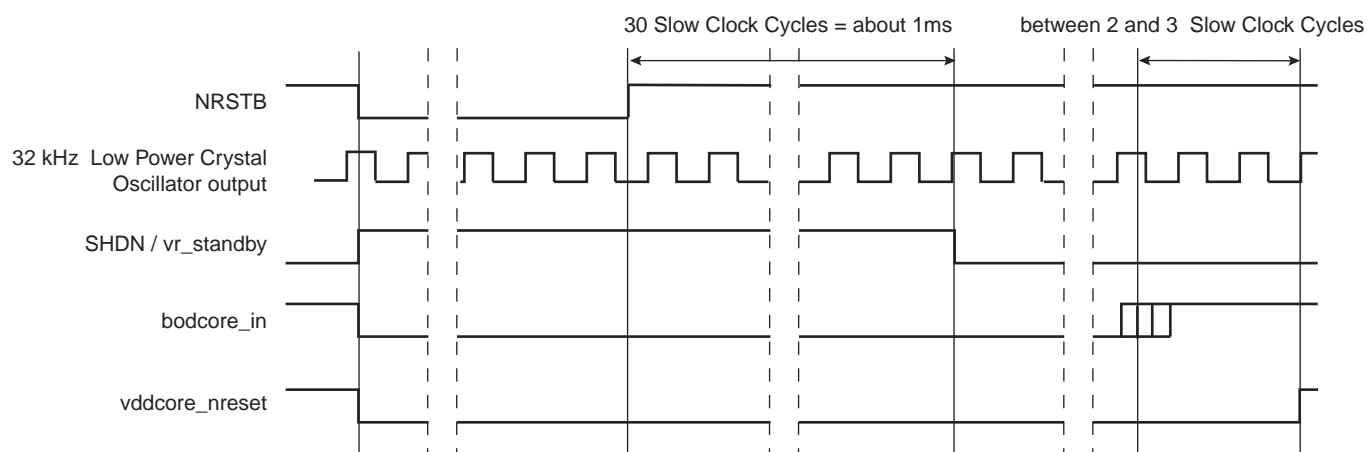 30 Slow Clock Cycles = about 1ms
between 2 and 3 Slow Clock Cycles
NRSTB
32 kHz Low Power Crystal
Oscillator output
SHDN / vr_standby
bodcore_in
vddcore_nreset